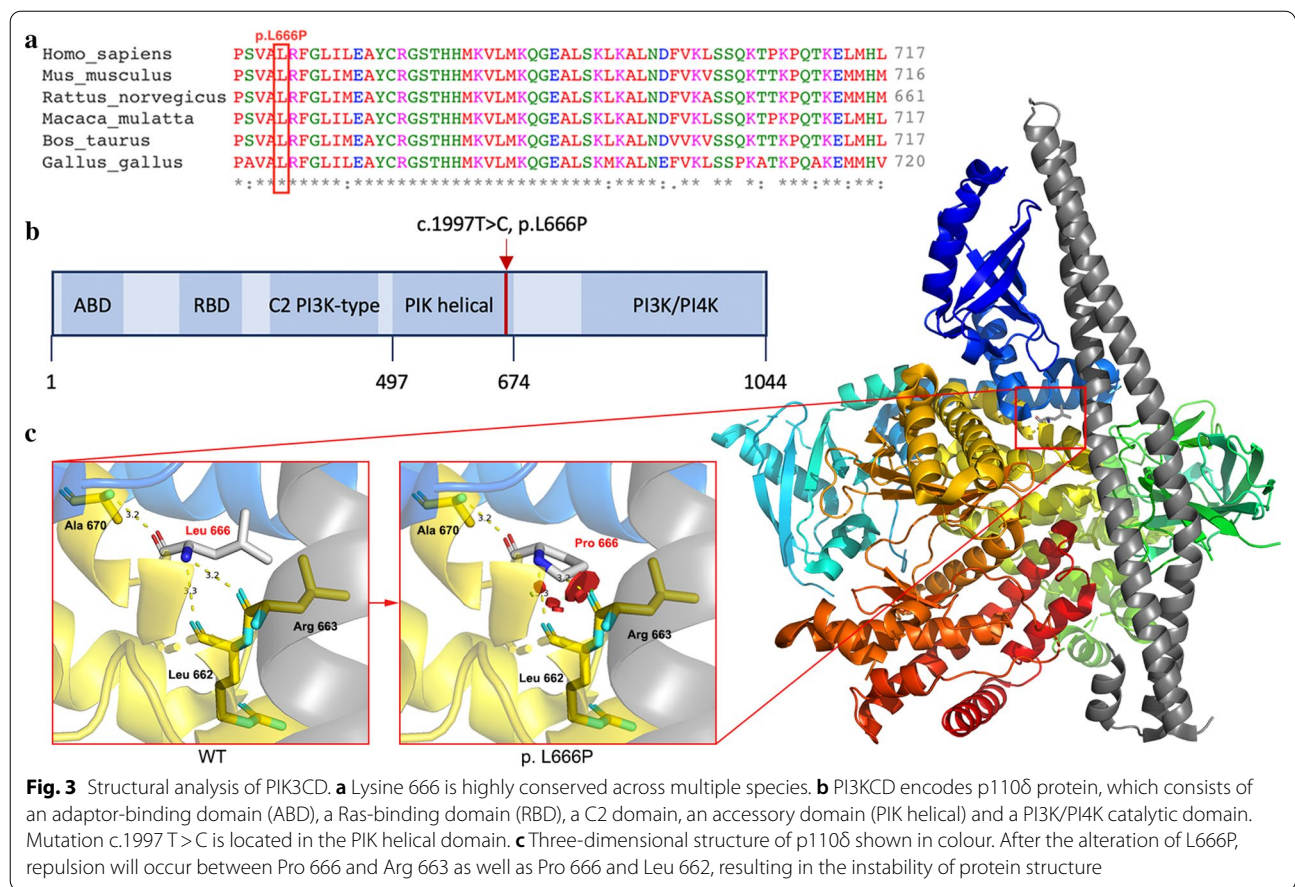 a
p.L666P
Homo_sapiens PSVALRFGLILEAYCRGSTHHMKVLMKQGEALSKLKALNDFVKLSSQKTPKPQTKELMHL 717
Mus_musculus PSVALRFGLIMEAYCRGSTHHMKVLMKQGEALSKLKALNDFVKVSSQKTTKPQTKEMMHM 716
Rattus_norvegicus PSVALRFGLIMEAYCRGSTHHMKVLMKQGEALSKLKALNDFVKASSQKTTKPQTKEMMHM 661
Macaca_mulatta PSVALRFGLILEAYCRGSTHHMKVLMKQGEALSKLKALNDFVKLSSQKTPKPQTKELMHL 717
Bos_taurus PSVALRFGLILEAYCRGSTHHMKVLMKQGEALSKLKALNDVVKVSSQKTTKPQTKELMHL 717
Gallus_gallus PAVALRFGLILEAYCRGSTHHMKVLMKQGEALSKMKALNEFVKLSSPKATKPQAKEMMHV 720
*:********:***********************:****:.** ** *: ***:**:**:
b
c.1997T>C, p.L666P
ABD RBD C2 PI3K-type PIK helical PI3K/PI4K
1 497 674 1044
c
Ala 670 3.2 Leu 666
3.2
3.3
Arg 663
Leu 662
WT
Ala 670 3.2 Pro 666
3.2
Arg 663
Leu 662
p. L666P
Fig. 3 Structural analysis of PIK3CD. a Lysine 666 is highly conserved across multiple species. b PI3KCD encodes p110δ protein, which consists of
an adaptor-binding domain (ABD), a Ras-binding domain (RBD), a C2 domain, an accessory domain (PIK helical) and a PI3K/PI4K catalytic domain.
Mutation c.1997 T > C is located in the PIK helical domain. c Three-dimensional structure of p110δ shown in colour. After the alteration of L666P,
repulsion will occur between Pro 666 and Arg 663 as well as Pro 666 and Leu 662, resulting in the instability of protein structure